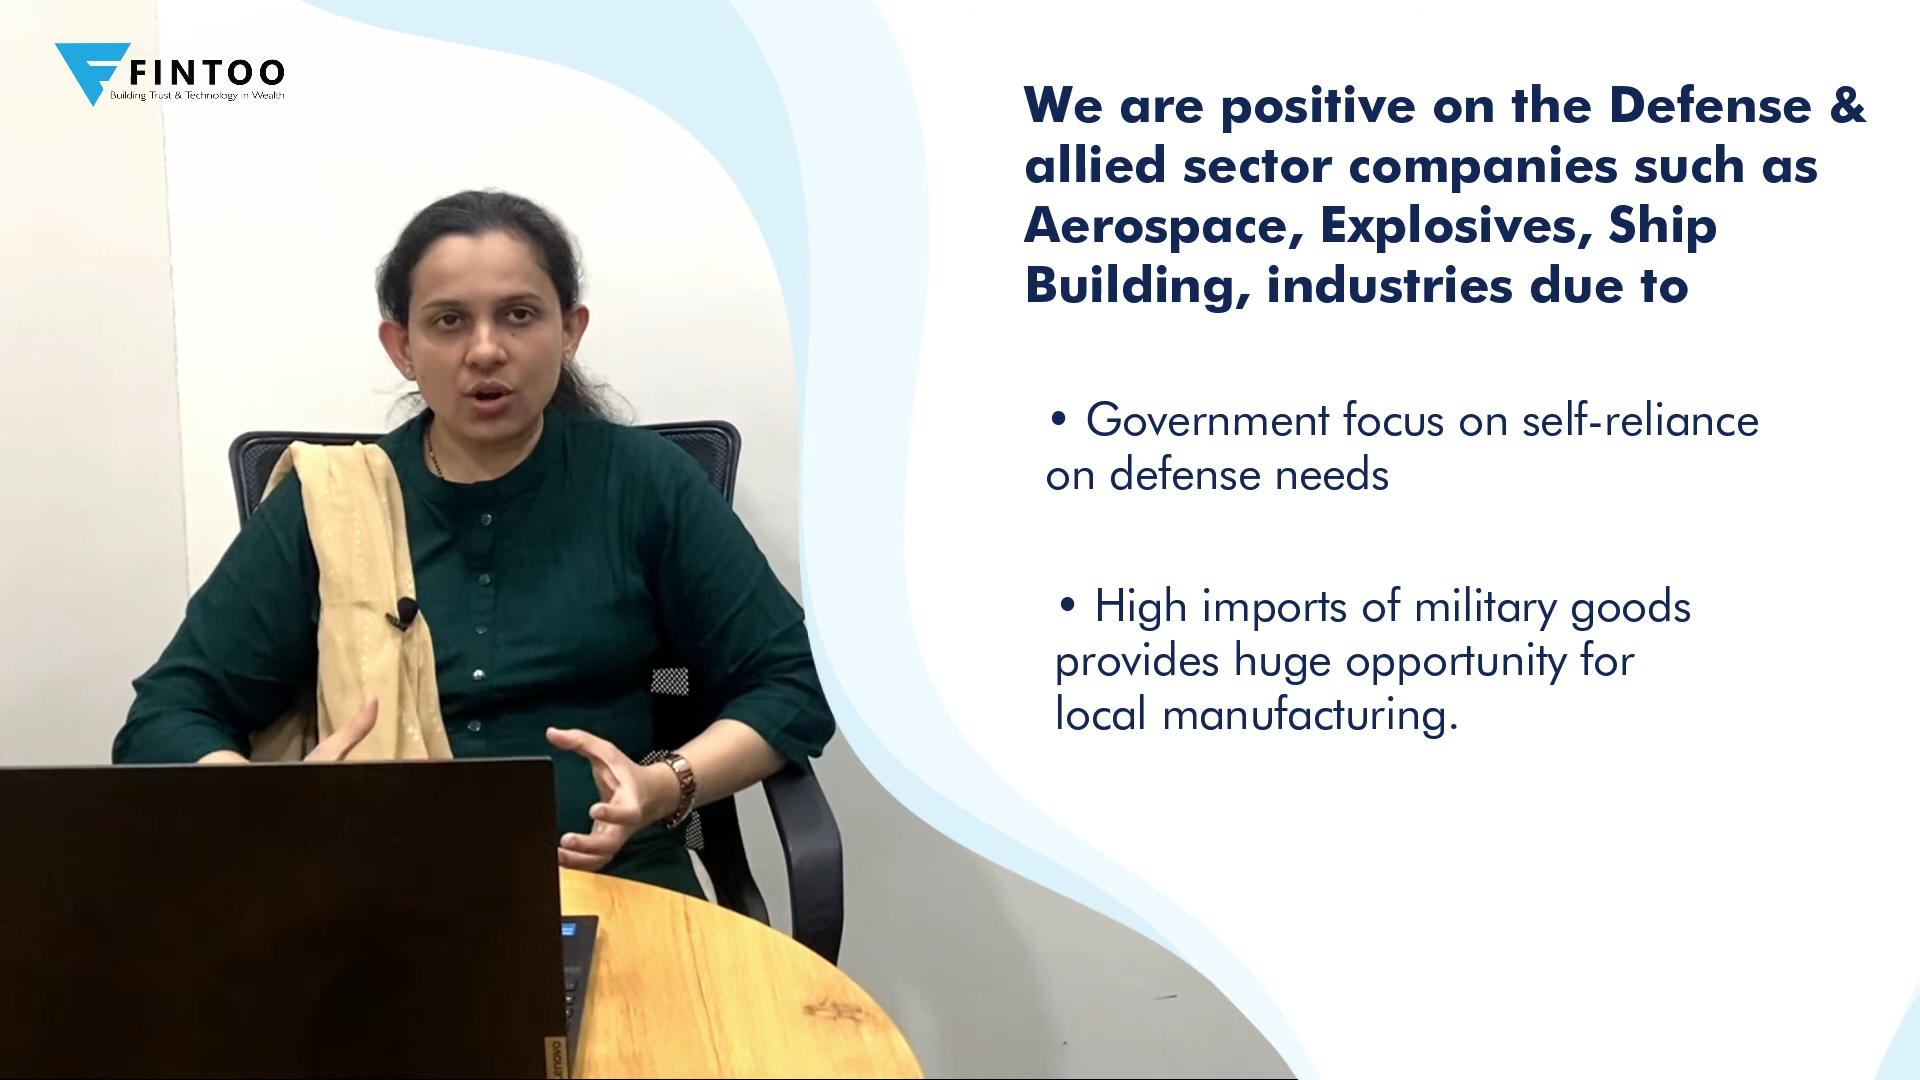 FINTOO
Building Trust & Technology in Wealth
We are positive on the Defense &
allied sector companies such as
Aerospace, Explosives, Ship
Building, industries due to
• Government focus on self-reliance
on defense needs
• High imports of military goods
provides huge opportunity for
local manufacturing.